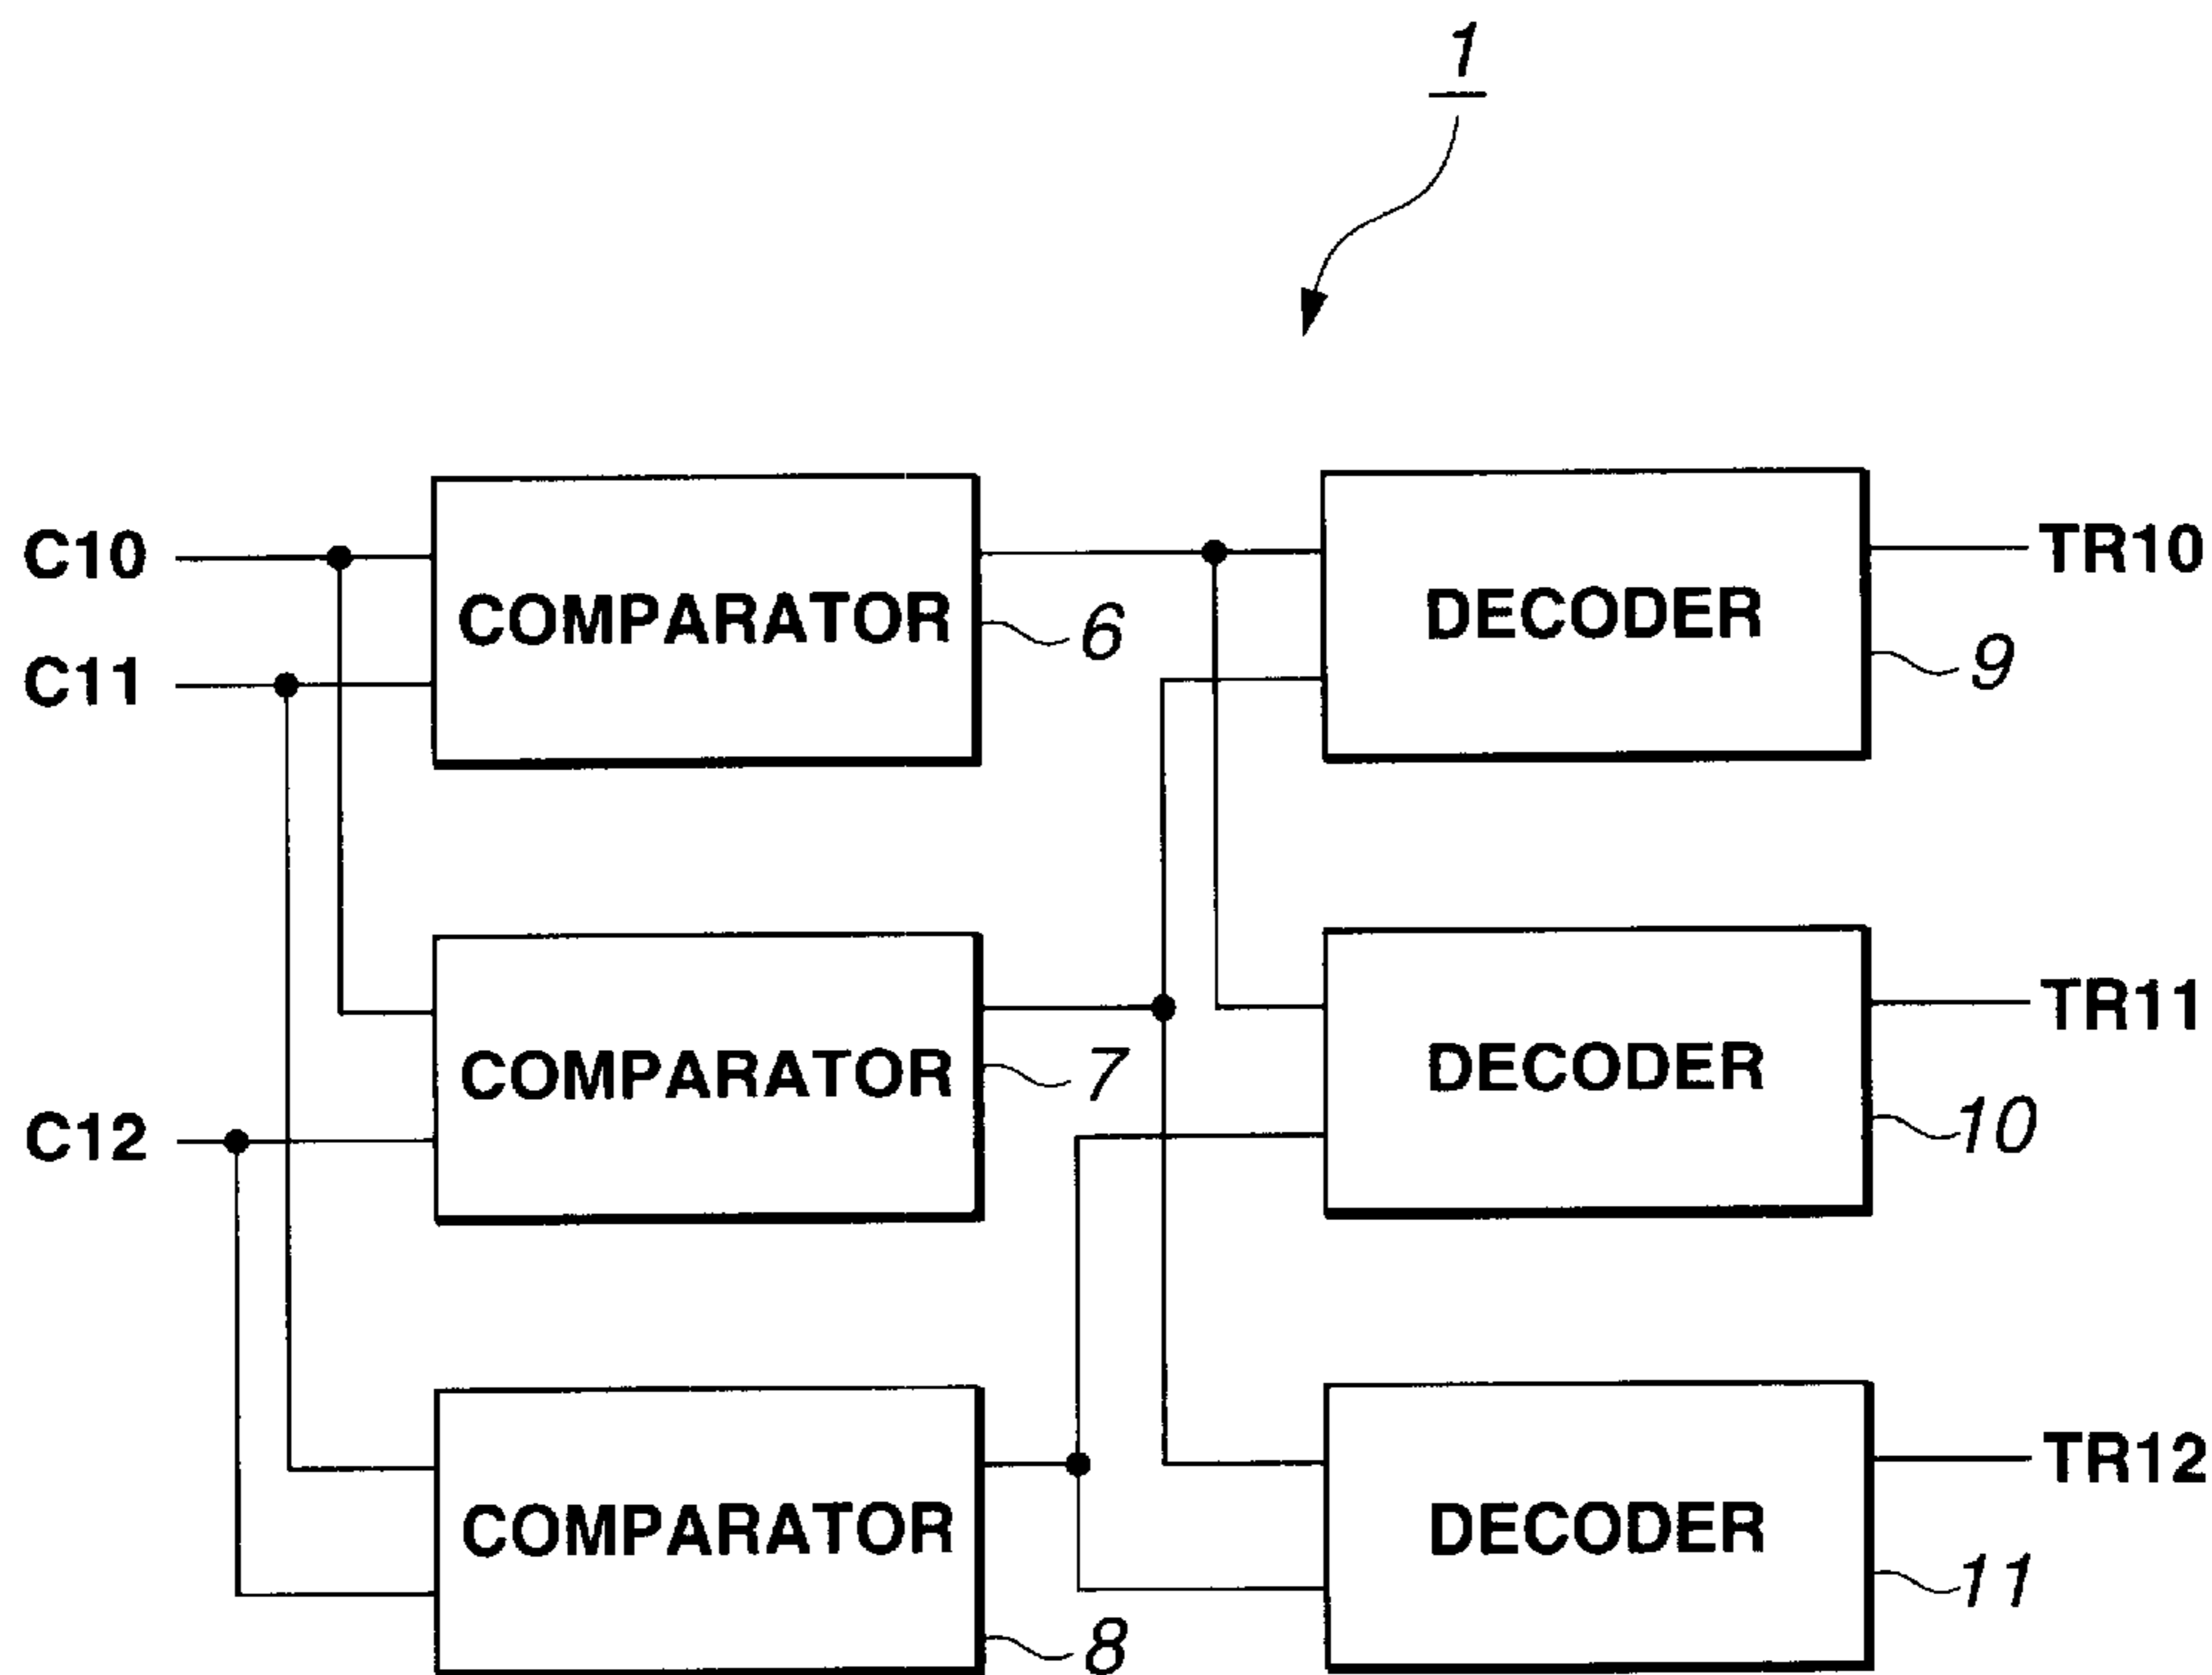 1
C10
COMPARATOR
6
DECODER
TR10
9
C11
COMPARATOR
7
DECODER
TR11
10
C12
COMPARATOR
8
DECODER
TR12
11